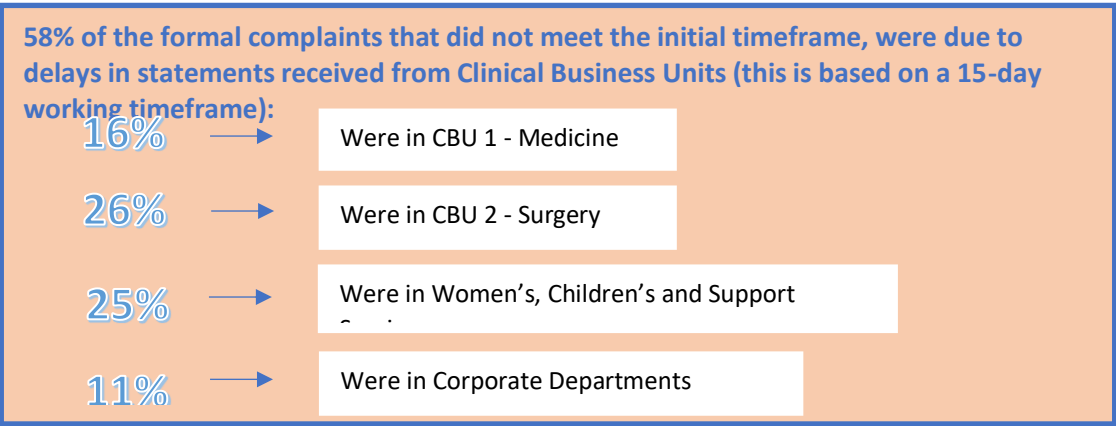 58% of the formal complaints that did not meet the initial timeframe, were due to
delays in statements received from Clinical Business Units (this is based on a 15-day
working timeframe):
16% Were in CBU 1 - Medicine
26% Were in CBU 2 - Surgery
25% Were in Women’s, Children’s and Support
11% Were in Corporate Departments